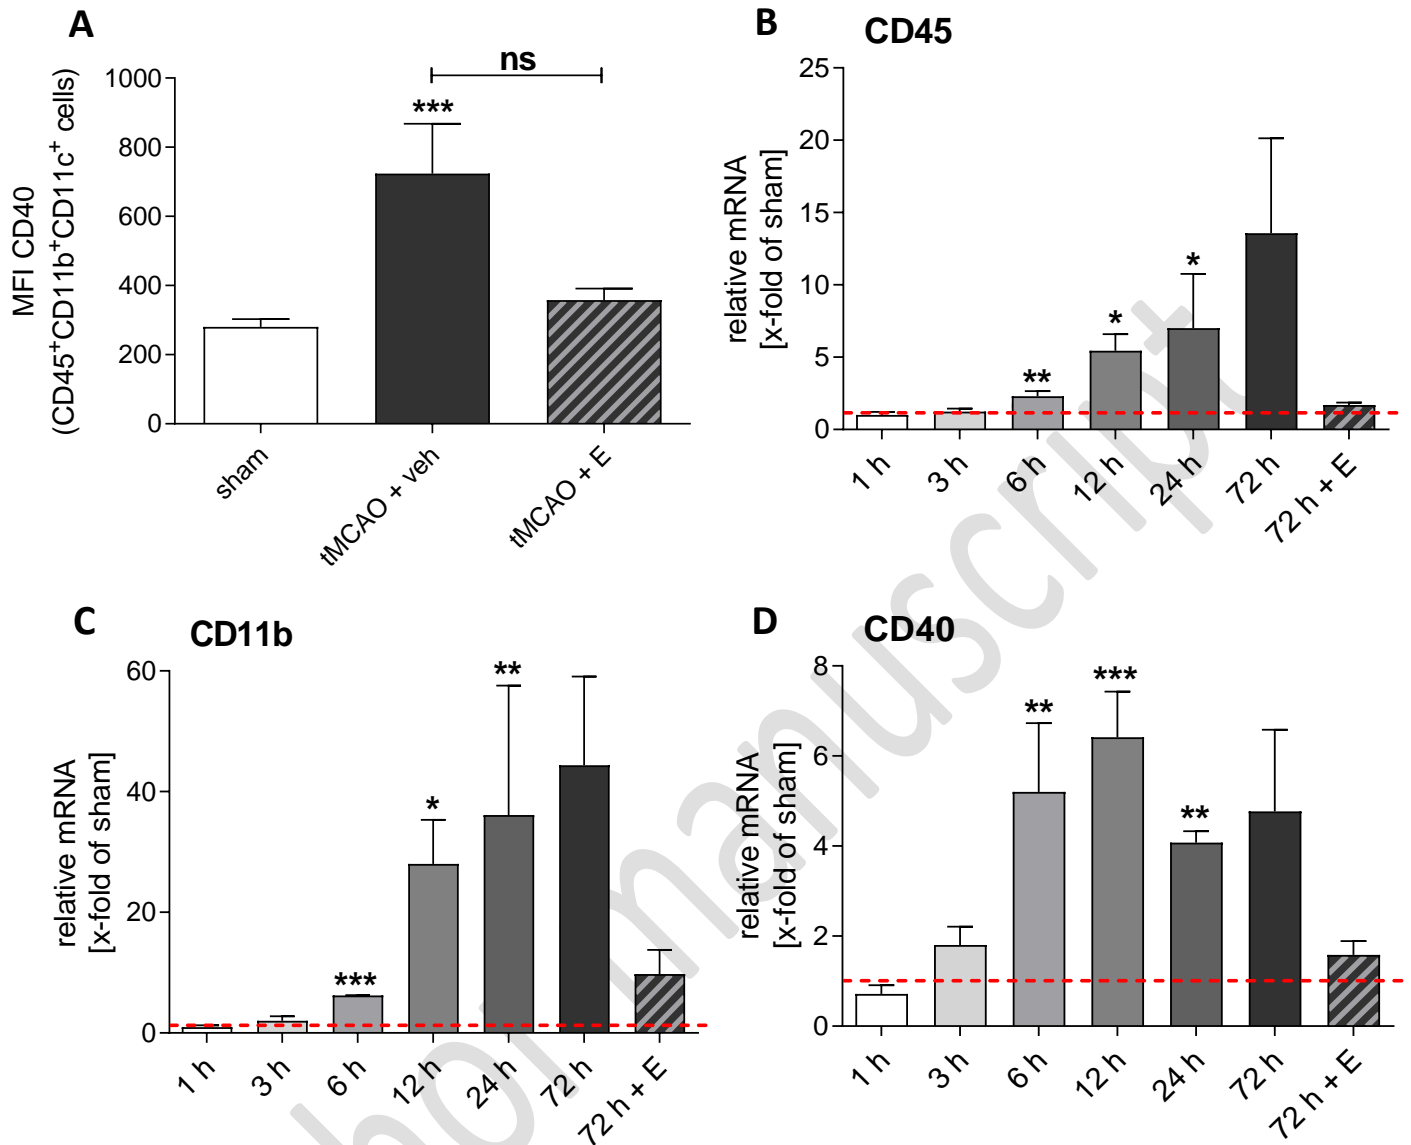 A
ns
1000
***
800
600
400
200
0
MFI CD40
(CD45+CD11b+CD11c+ cells)
sham
tMCAO + veh
tMCAO + E
B
CD45
25
20
15
10
5
0
relative mRNA
[x-fold of sham]
**
*
*
1 h
3 h
6 h
12 h
24 h
72 h
72 h + E
C
CD11b
60
40
20
0
relative mRNA
[x-fold of sham]
***
*
**
1 h
3 h
6 h
12 h
24 h
72 h
72 h + E
D
CD40
8
6
4
2
0
relative mRNA
[x-fold of sham]
**
***
**
1 h
3 h
6 h
12 h
24 h
72 h
72 h + E
manuscript